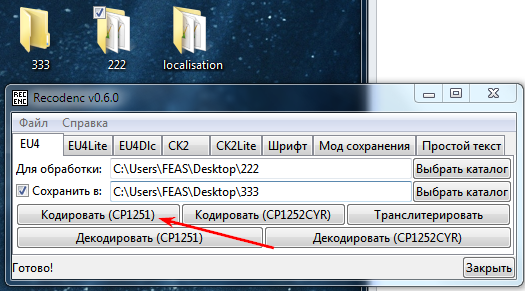 333 222 localisation
REC ENC Recodenc v0.6.0
Файл Справка
EU4 EU4Lite EU4Dlc CK2 CK2Lite Шрифт Мод сохранения Простой текст
Для обработки: C:\Users\FEAS\Desktop\222 Выбрать каталог
Сохранить в: C:\Users\FEAS\Desktop\333 Выбрать каталог
Кодировать (CP1251) Кодировать (CP1252CYR) Транслитерировать
Декодировать (CP1251) Декодировать (CP1252CYR)
Готово! Закрыть